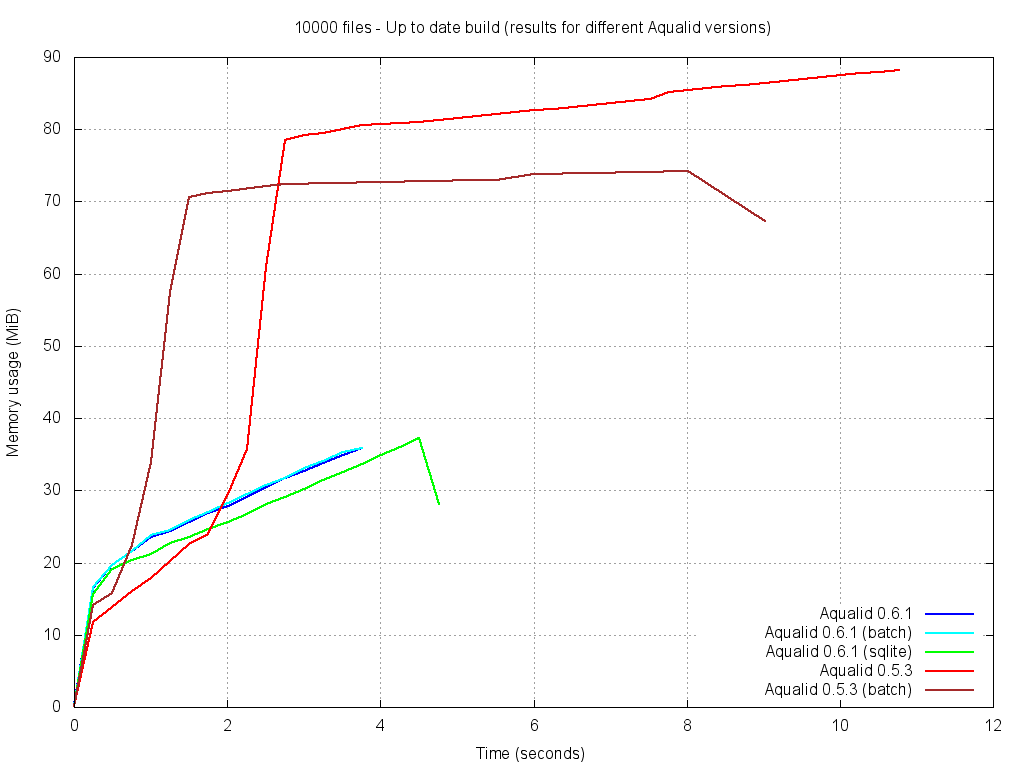 10000 files - Up to date build (results for different Aqualid versions)
90
80
70
60
50
40
30
20
10
0
Memory usage (MiB)
0 2 4 6 8 10 12
Time (seconds)
Aqualid 0.6.1
Aqualid 0.6.1 (batch)
Aqualid 0.6.1 (sqlite)
Aqualid 0.5.3
Aqualid 0.5.3 (batch)